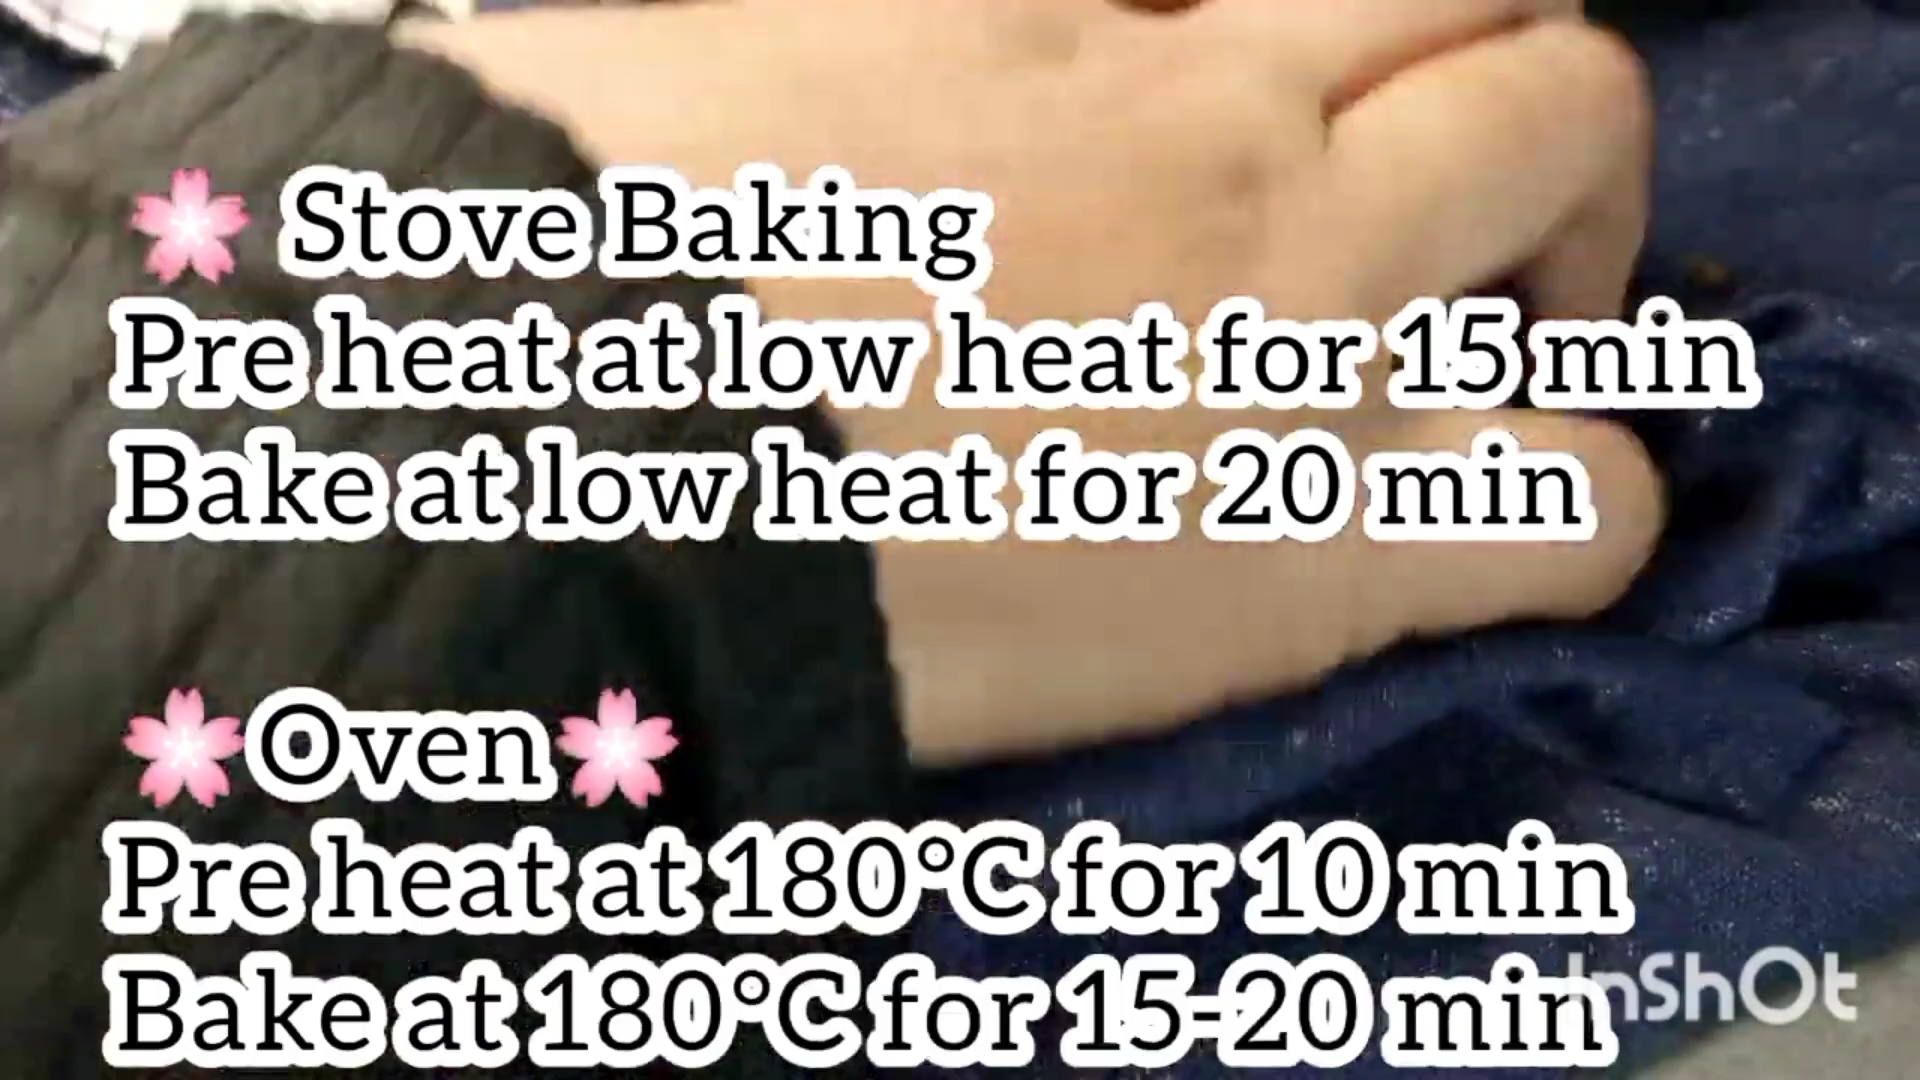 🌸 Stove Baking
Pre heat at low heat for 15 min
Bake at low heat for 20 min
🌸Oven🌸
Pre heat at 180°C for 10 min
Bake at 180°C for 15-20 min
InShOt